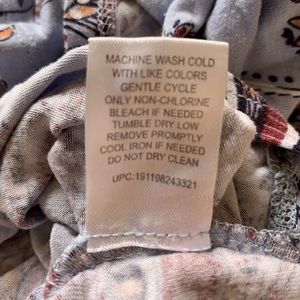 MACHINE WASH COLD
WITH LIKE COLORS
GENTLE CYCLE
ONLY NON-CHLORINE
BLEACH IF NEEDED
TUMBLE DRY LOW
REMOVE PROMPTLY
COOL IRON IF NEEDED
DO NOT DRY CLEAN
UPC:191198243321